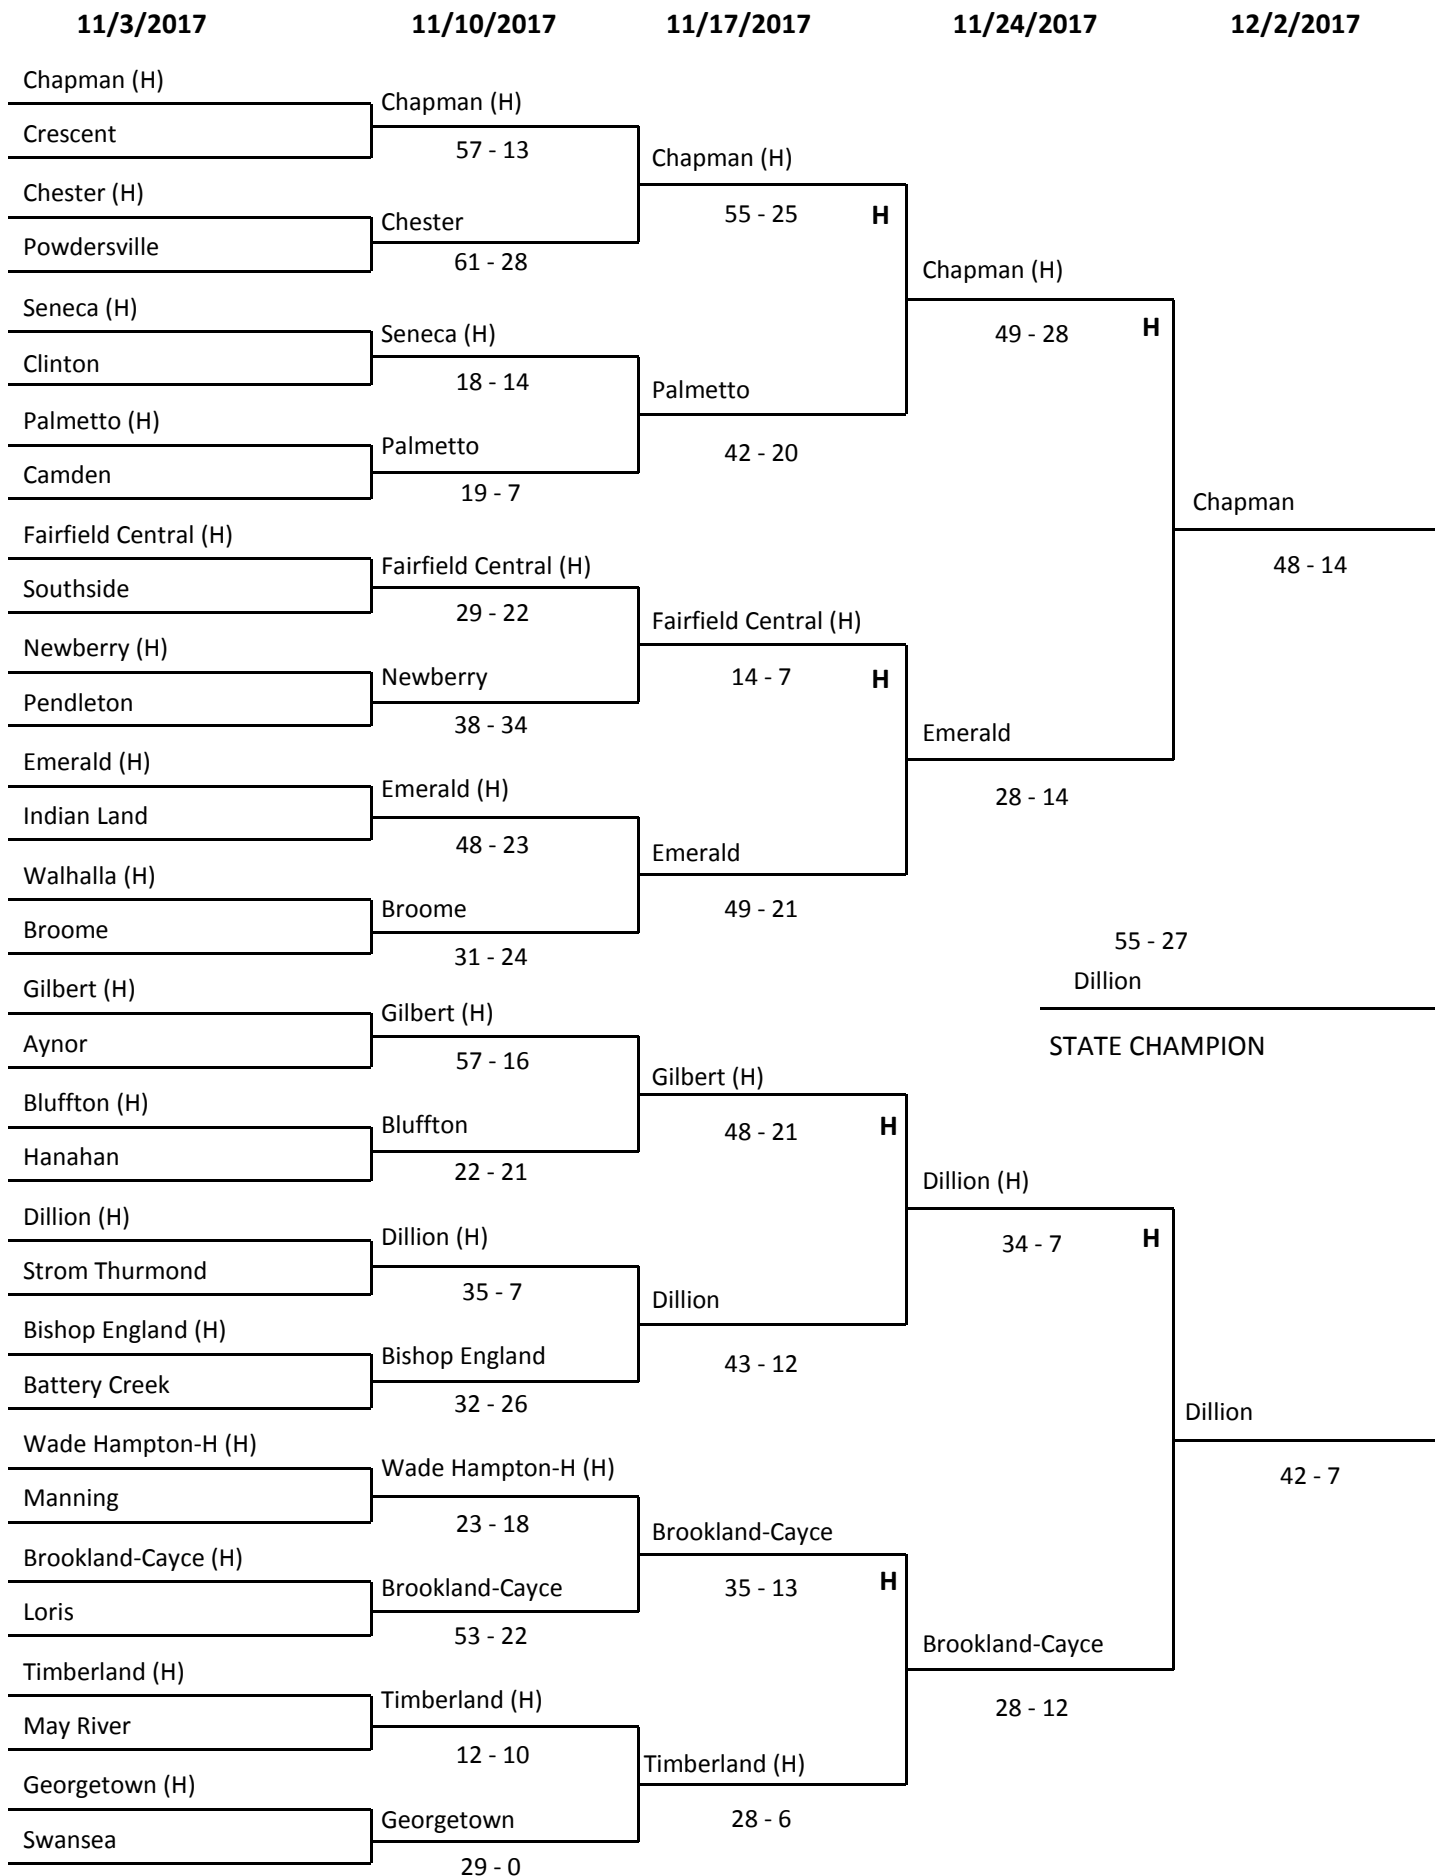 11/3/2017 11/10/2017 11/17/2017 11/24/2017 12/2/2017
Chapman (H)
Crescent
Chester (H)
Powdersville
Seneca (H)
Clinton
Palmetto (H)
Camden
Fairfield Central (H)
Southside
Newberry (H)
Pendleton
Emerald (H)
Indian Land
Walhalla (H)
Broome
Gilbert (H)
Aynor
Bluffton (H)
Hanahan
Dillion (H)
Strom Thurmond
Bishop England (H)
Battery Creek
Wade Hampton-H (H)
Manning
Brookland-Cayce (H)
Loris
Timberland (H)
May River
Georgetown (H)
Swansea
Chapman (H)
57 - 13
Chester
61 - 28
Seneca (H)
18 - 14
Palmetto
19 - 7
Fairfield Central (H)
29 - 22
Newberry
38 - 34
Emerald (H)
48 - 23
Broome
31 - 24
Gilbert (H)
57 - 16
Bluffton
22 - 21
Dillion (H)
35 - 7
Bishop England
32 - 26
Wade Hampton-H (H)
23 - 18
Brookland-Cayce
53 - 22
Timberland (H)
12 - 10
Georgetown
29 - 0
Chapman (H)
55 - 25 H
Palmetto
42 - 20
Fairfield Central (H)
14 - 7 H
Emerald
49 - 21
Gilbert (H)
48 - 21 H
Dillion
43 - 12
Brookland-Cayce
35 - 13 H
Timberland (H)
28 - 6
Chapman (H)
49 - 28 H
Emerald
28 - 14
Dillion (H)
34 - 7 H
Brookland-Cayce
28 - 12
Chapman
48 - 14
55 - 27
Dillion
STATE CHAMPION
Dillion
42 - 7